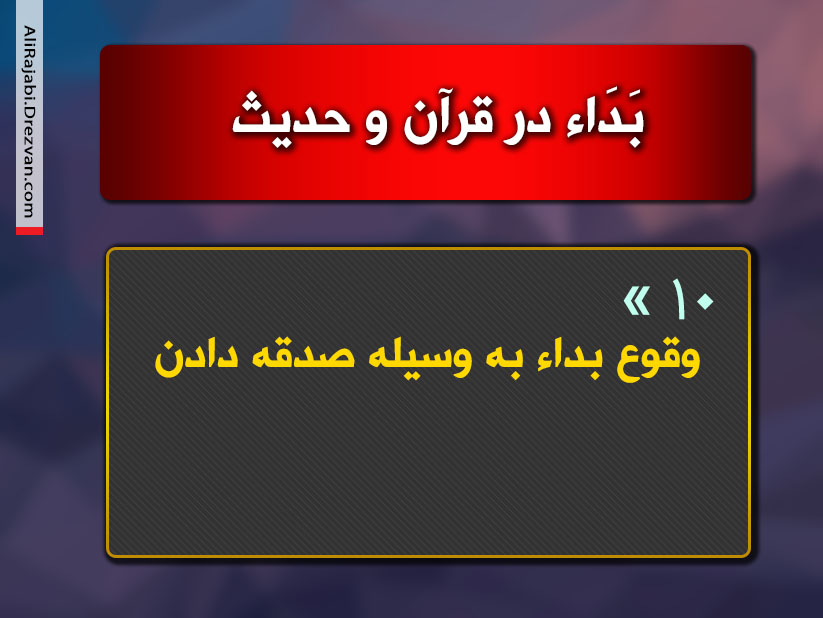 AliRajabi.Drezvan.com
بَدَاء در قرآن و حدیث
۱۰ »
وقوع بداء به وسیله صدقه دادن